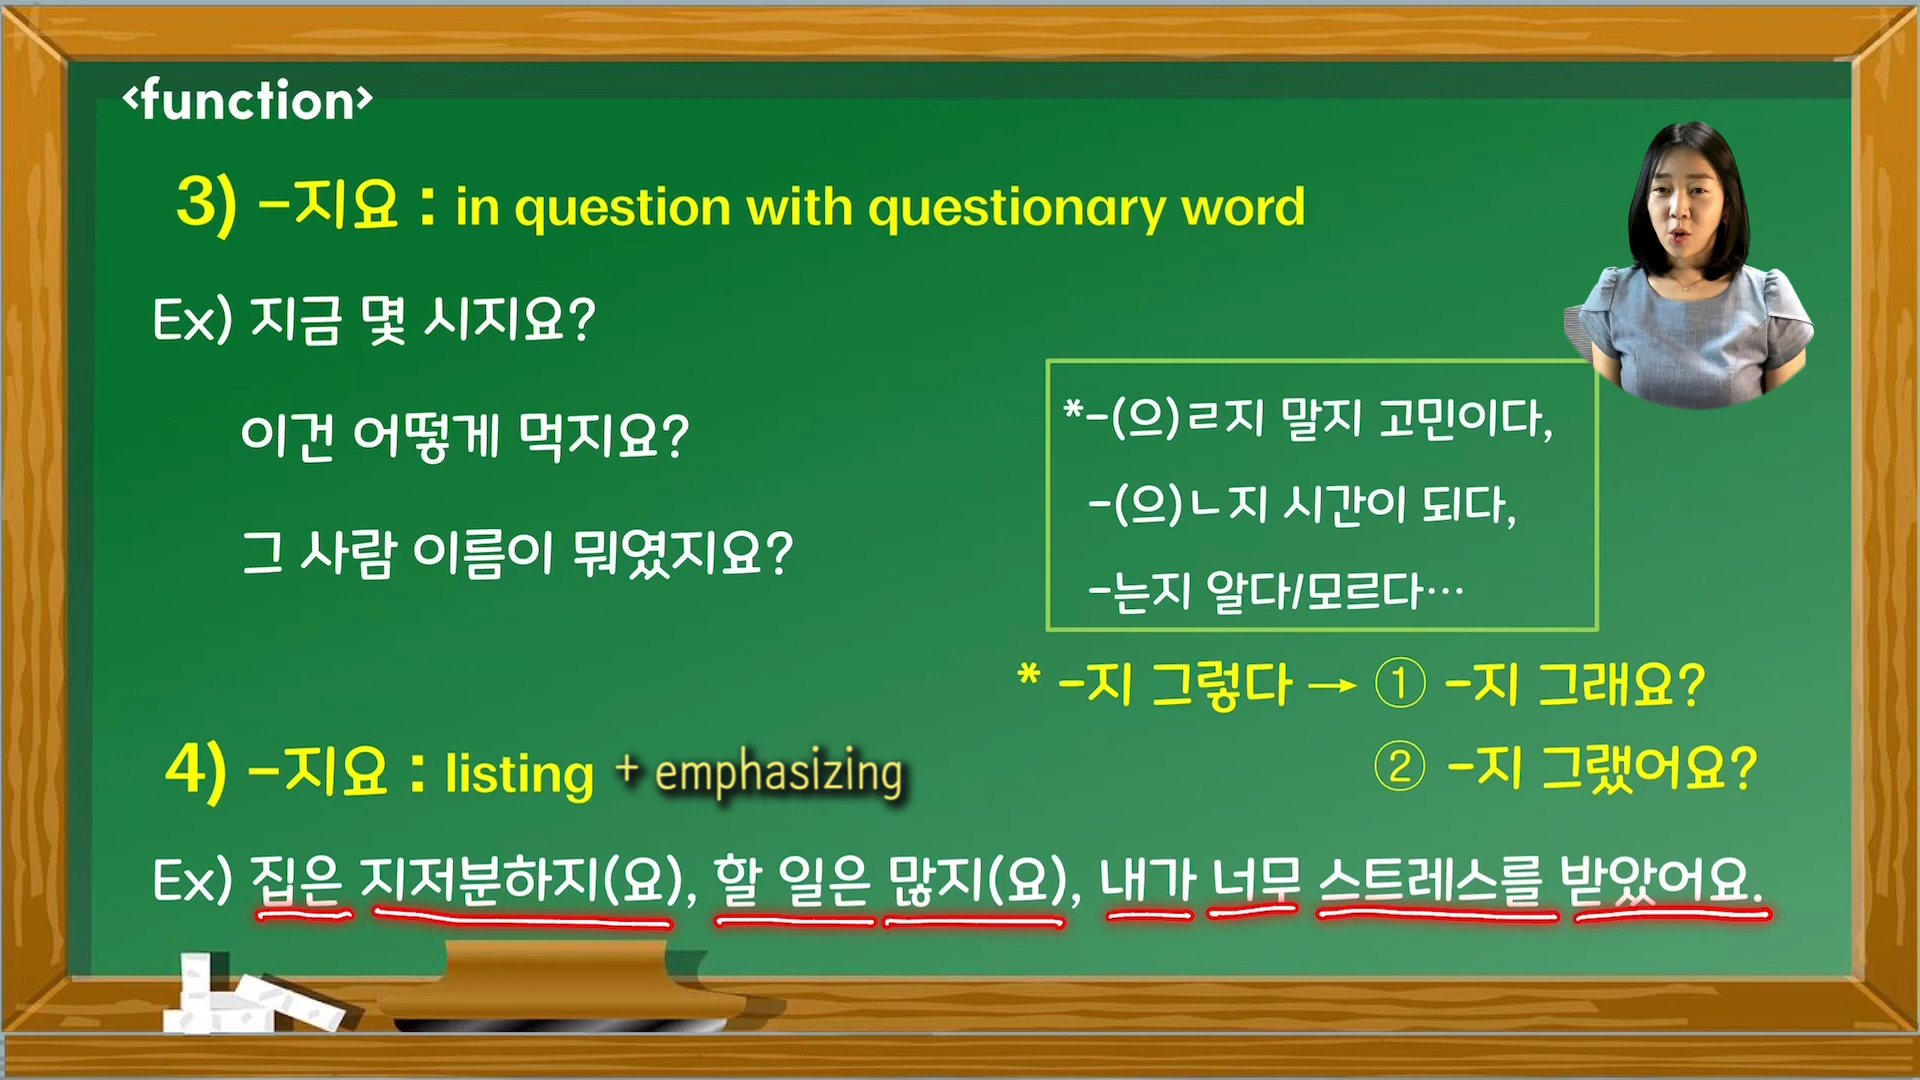 <function>
3) -지요 : in question with questionary word
Ex) 지금 몇 시지요?
이건 어떻게 먹지요?
그 사람 이름이 뭐였지요?
*-(으)ㄹ지 말지 고민이다,
-(으)ㄴ지 시간이 되다,
-는지 알다/모르다…
* -지 그렇다 → ① -지 그래요?
② -지 그랬어요?
4) -지요 : listing + emphasizing
Ex) 집은 지저분하지(요), 할 일은 많지(요), 내가 너무 스트레스를 받았어요.